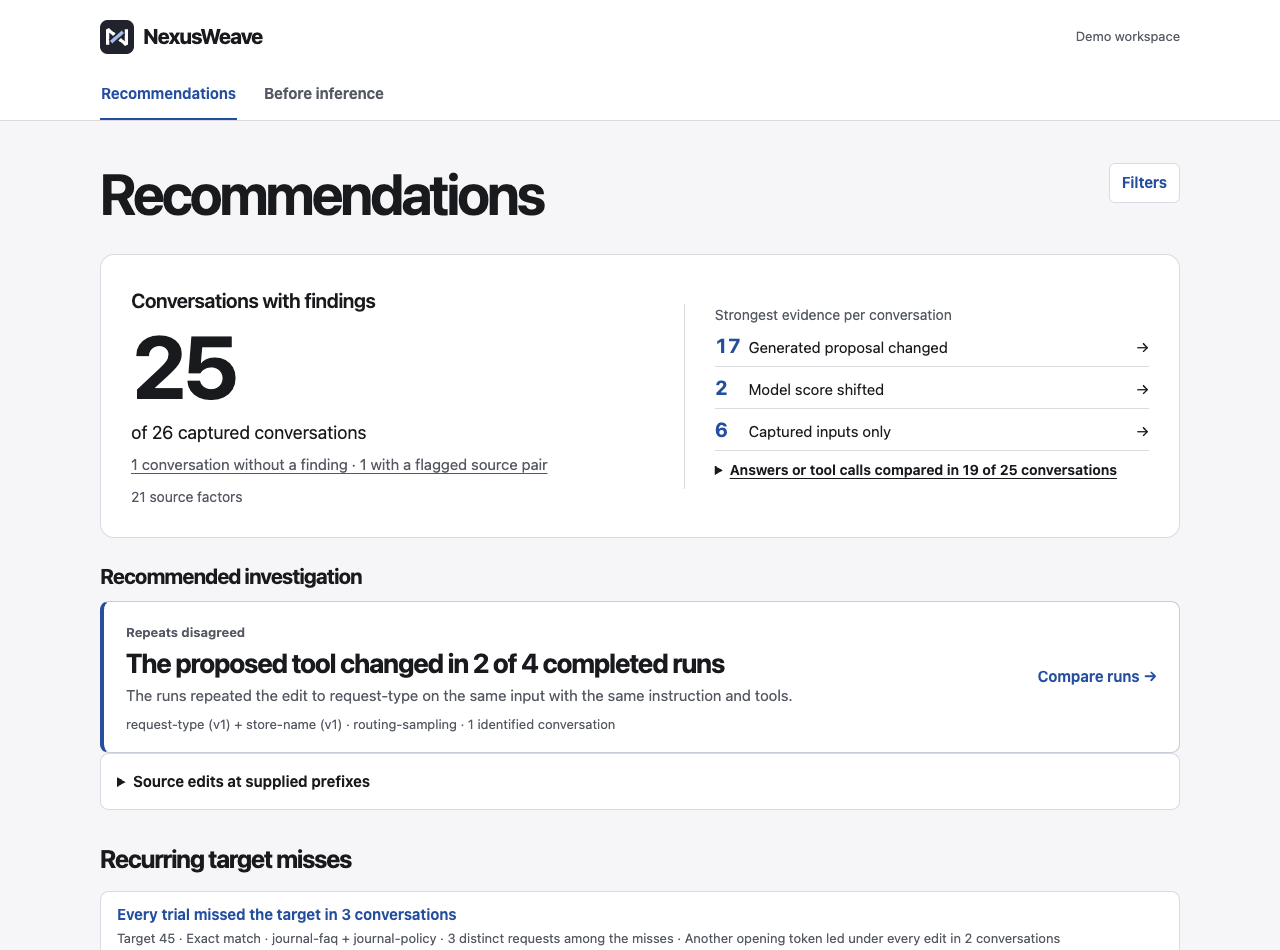 NexusWeave
Demo workspace
Recommendations
Before inference
Recommendations
Filters
Conversations with findings
25
of 26 captured conversations
1 conversation without a finding · 1 with a flagged source pair
21 source factors
Strongest evidence per conversation
17 Generated proposal changed →
2 Model score shifted →
6 Captured inputs only →
▶ Answers or tool calls compared in 19 of 25 conversations
Recommended investigation
Repeats disagreed
The proposed tool changed in 2 of 4 completed runs
The runs repeated the edit to request-type on the same input with the same instruction and tools.
request-type (v1) + store-name (v1) · routing-sampling · 1 identified conversation
Compare runs →
▶ Source edits at supplied prefixes
Recurring target misses
Every trial missed the target in 3 conversations
Target 45 · Exact match · journal-faq + journal-policy · 3 distinct requests among the misses · Another opening token led under every edit in 2 conversations